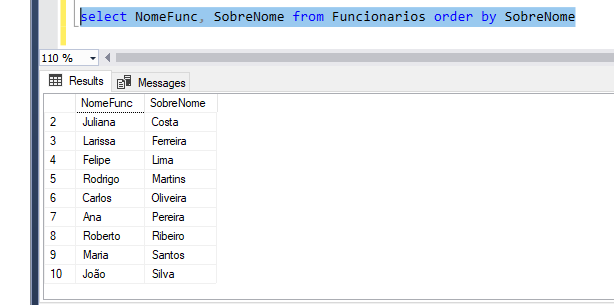 select NomeFunc, SobreNome from Funcionarios order by SobreNome
110 %
Results Messages
NomeFunc SobreNome
2 Juliana Costa
3 Larissa Ferreira
4 Felipe Lima
5 Rodrigo Martins
6 Carlos Oliveira
7 Ana Pereira
8 Roberto Ribeiro
9 Maria Santos
10 João Silva